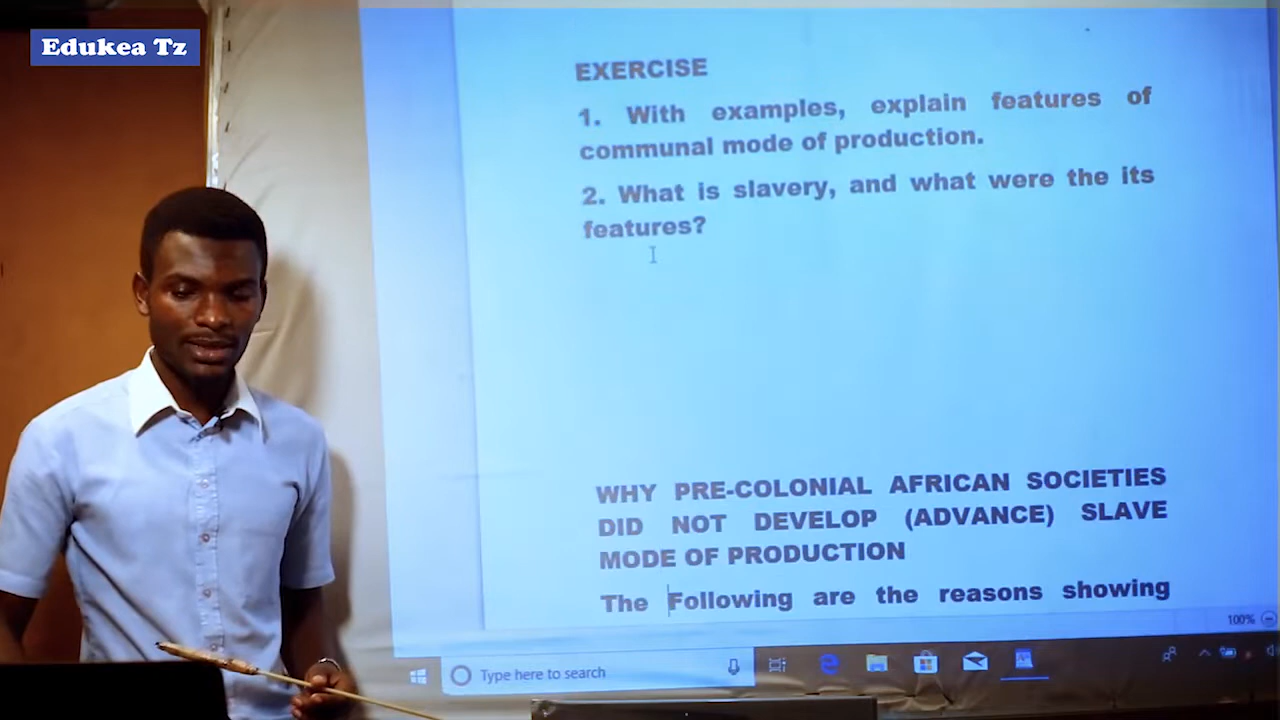 Edukea Tz
EXERCISE
1. With examples, explain features of
communal mode of production.
2. What is slavery, and what were the its
features?
WHY PRE-COLONIAL AFRICAN SOCIETIES
DID NOT DEVELOP (ADVANCE) SLAVE
MODE OF PRODUCTION
The Following are the reasons showing
100%
Type here to search